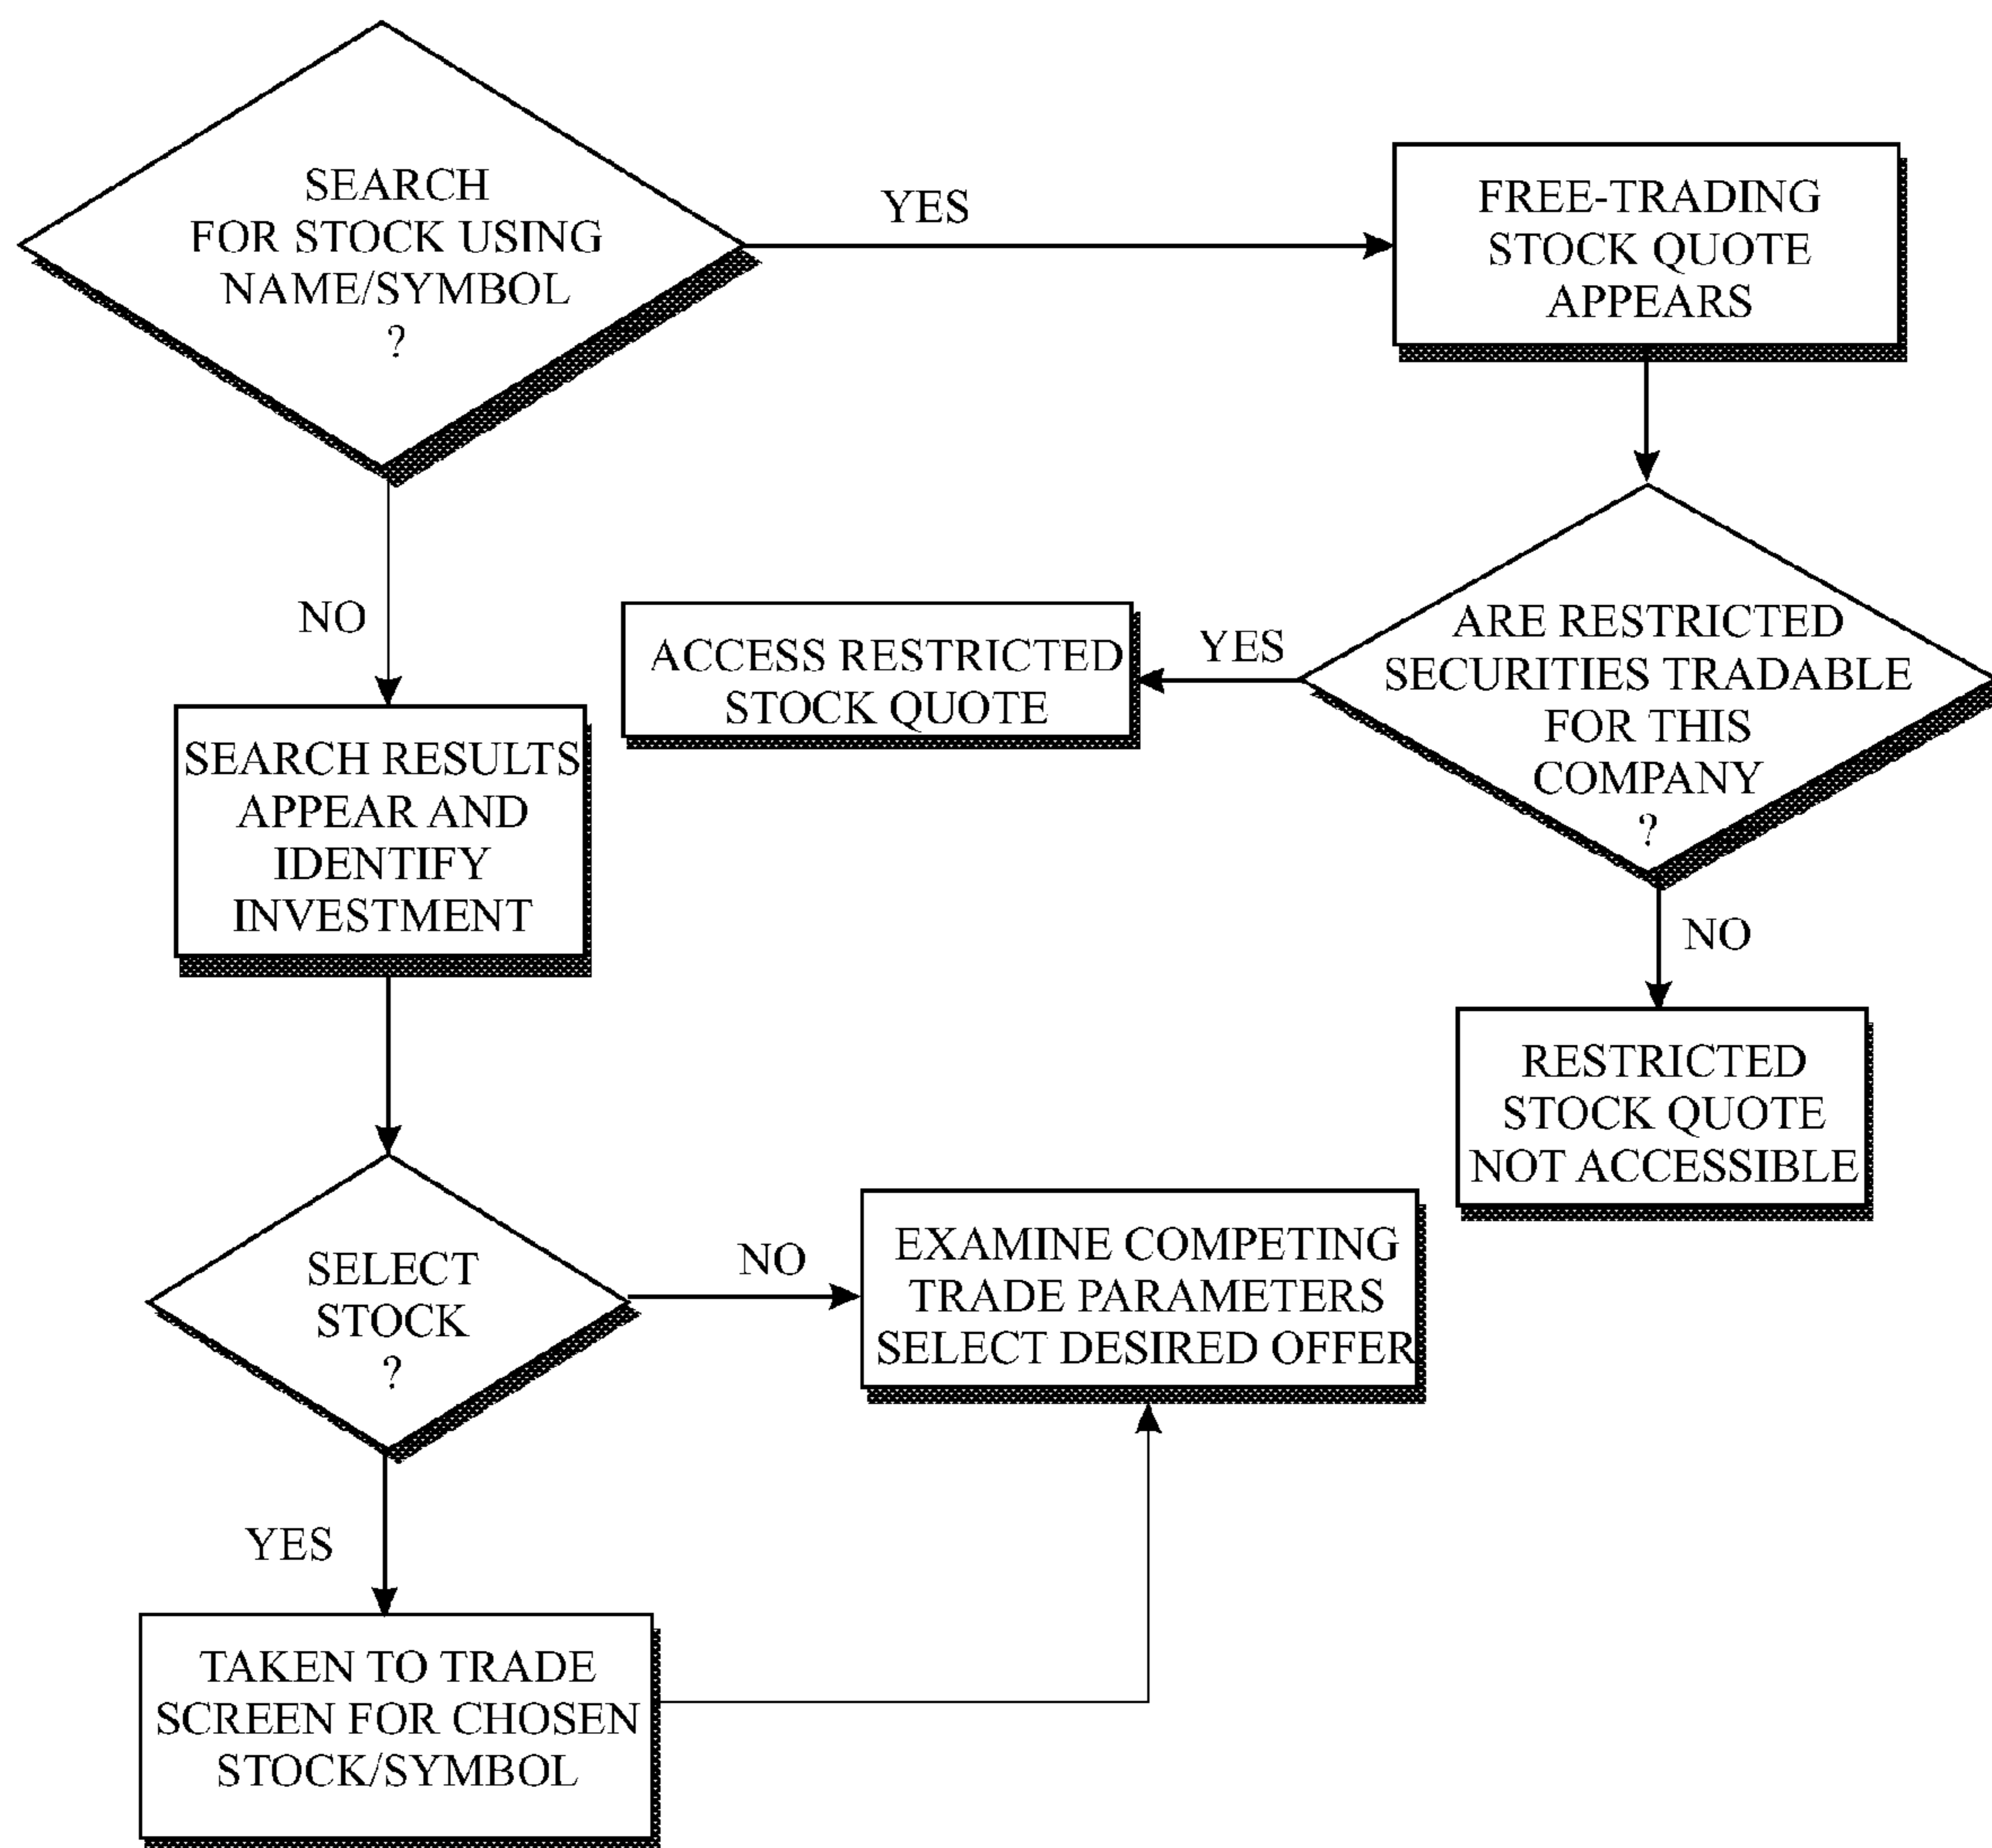 SEARCH
FOR STOCK USING
NAME/SYMBOL
?
YES
FREE-TRADING
STOCK QUOTE
APPEARS
NO
ACCESS RESTRICTED
STOCK QUOTE
YES
ARE RESTRICTED
SECURITIES TRADABLE
FOR THIS
COMPANY
?
SEARCH RESULTS
APPEAR AND
IDENTIFY
INVESTMENT
NO
RESTRICTED
STOCK QUOTE
NOT ACCESSIBLE
SELECT
STOCK
?
NO
EXAMINE COMPETING
TRADE PARAMETERS
SELECT DESIRED OFFER
YES
TAKEN TO TRADE
SCREEN FOR CHOSEN
STOCK/SYMBOL